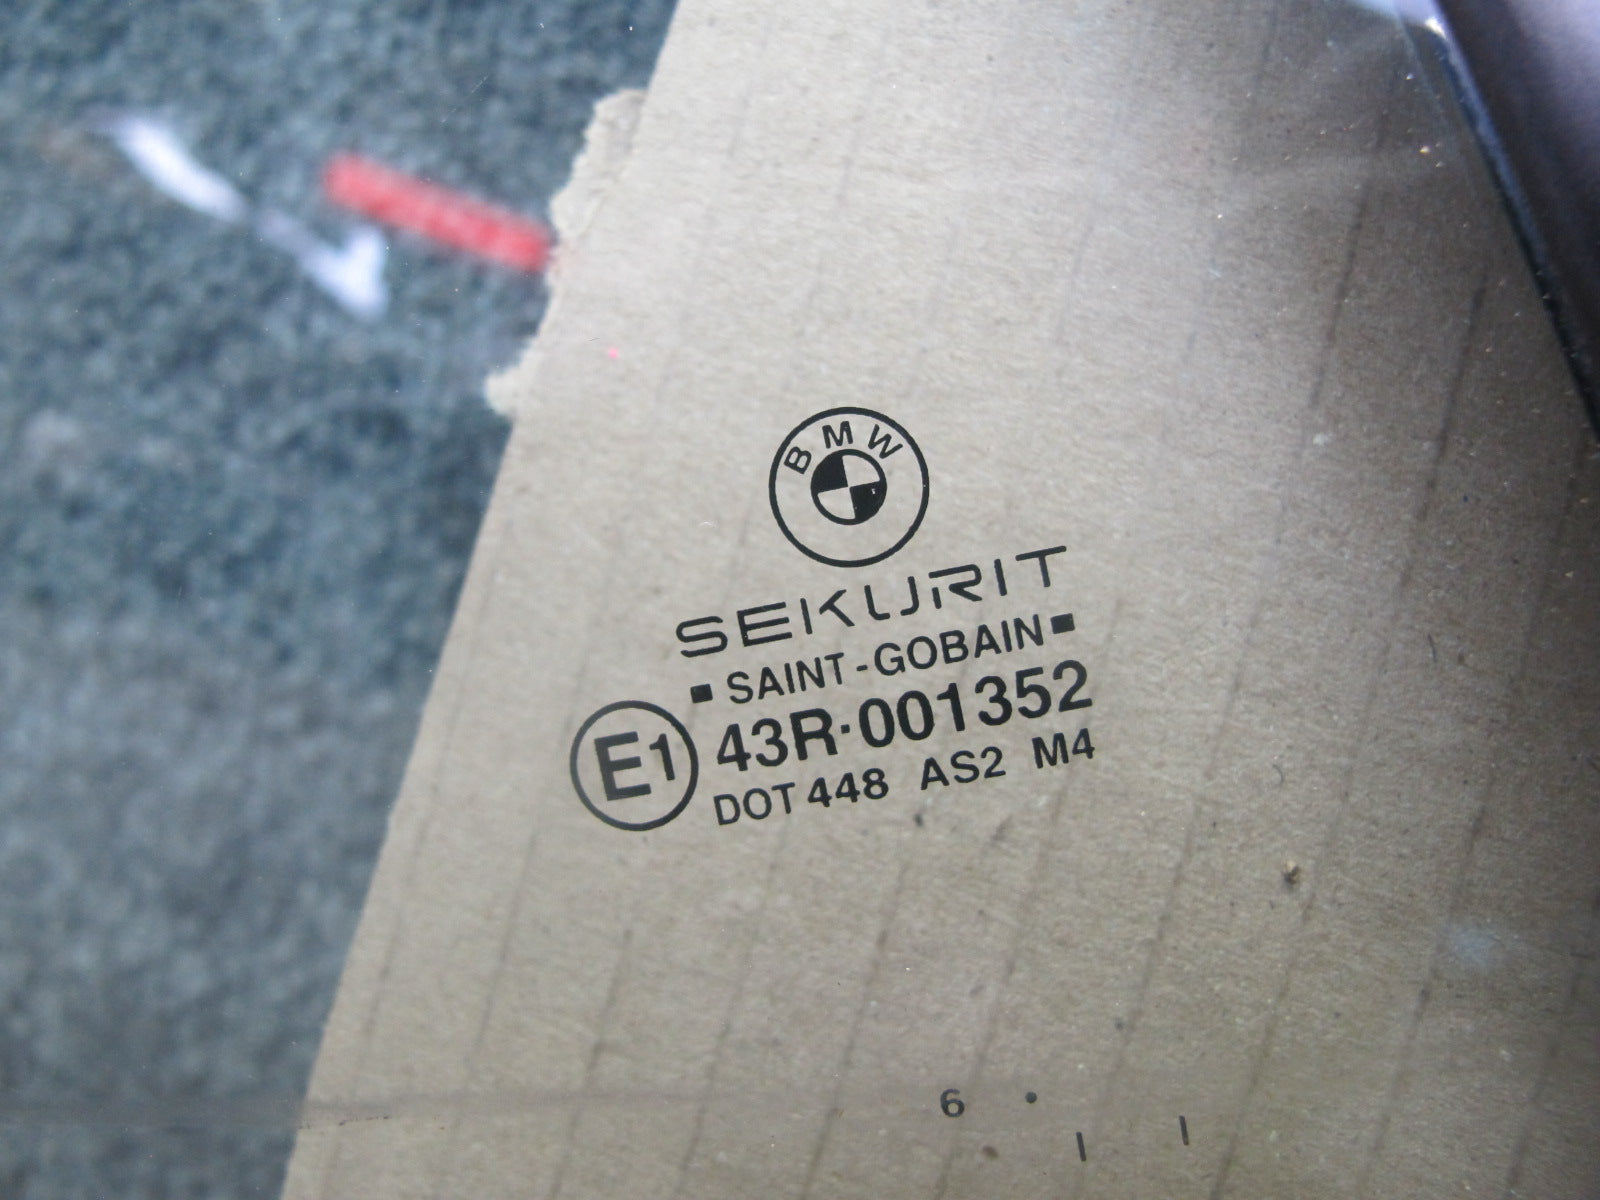 BMW
SEKURIT
▪ SAINT-GOBAIN ▪
E1 43R·001352
DOT 448 AS2 M4
6 ·